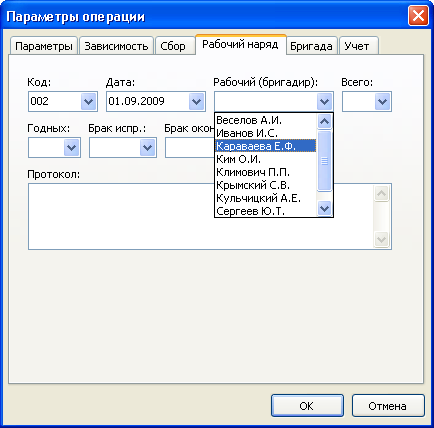 Параметры операции
Параметры Зависимость Сбор Рабочий наряд Бригада Учет
Код: Дата: Рабочий (бригадир): Всего:
002 01.09.2009
Годных: Брак испр.: Брак окон
Веселов А.И.
Иванов И.С.
Караваева Е.Ф.
Ким О.И.
Климович П.П.
Крымский С.В.
Кульчицкий А.Е.
Сергеев Ю.Т.
Протокол:
OK Отмена